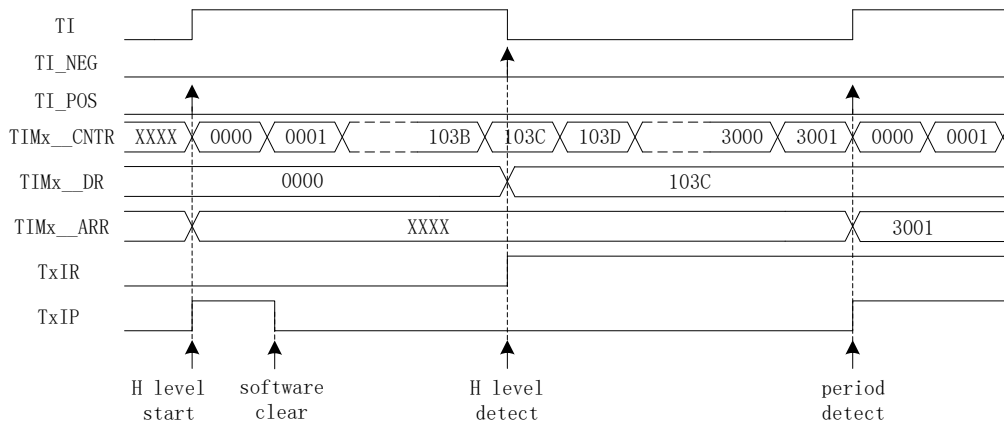 TI
TI_NEG
TI_POS
TIMx__CNTR XXXX 0000 0001 103B 103C 103D 3000 3001 0000 0001
TIMx__DR 0000 103C
TIMx__ARR XXXX 3001
TxIR
TxIP
H level start
software clear
H level detect
period detect